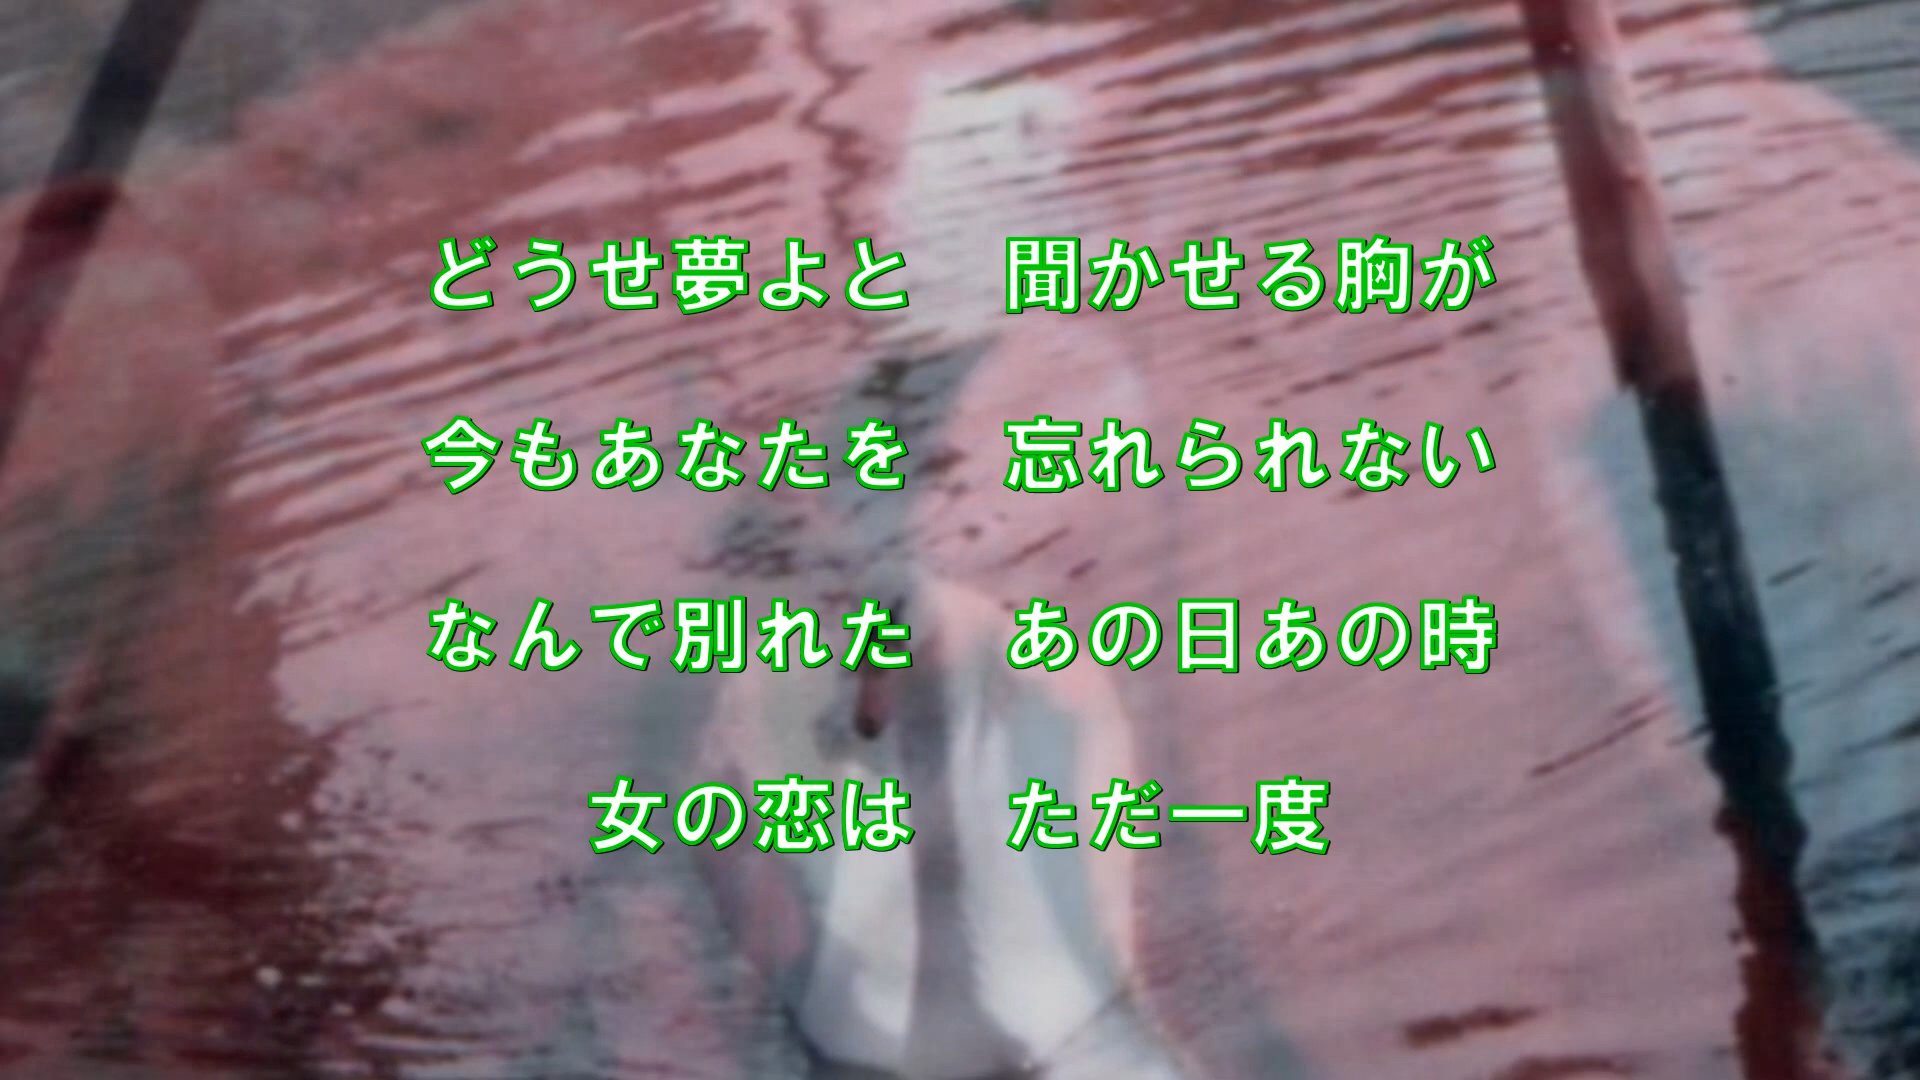 どうせ夢よと　聞かせる胸が
今もあなたを　忘れられない
なんで別れた　あの日あの時
女の恋は　ただ一度